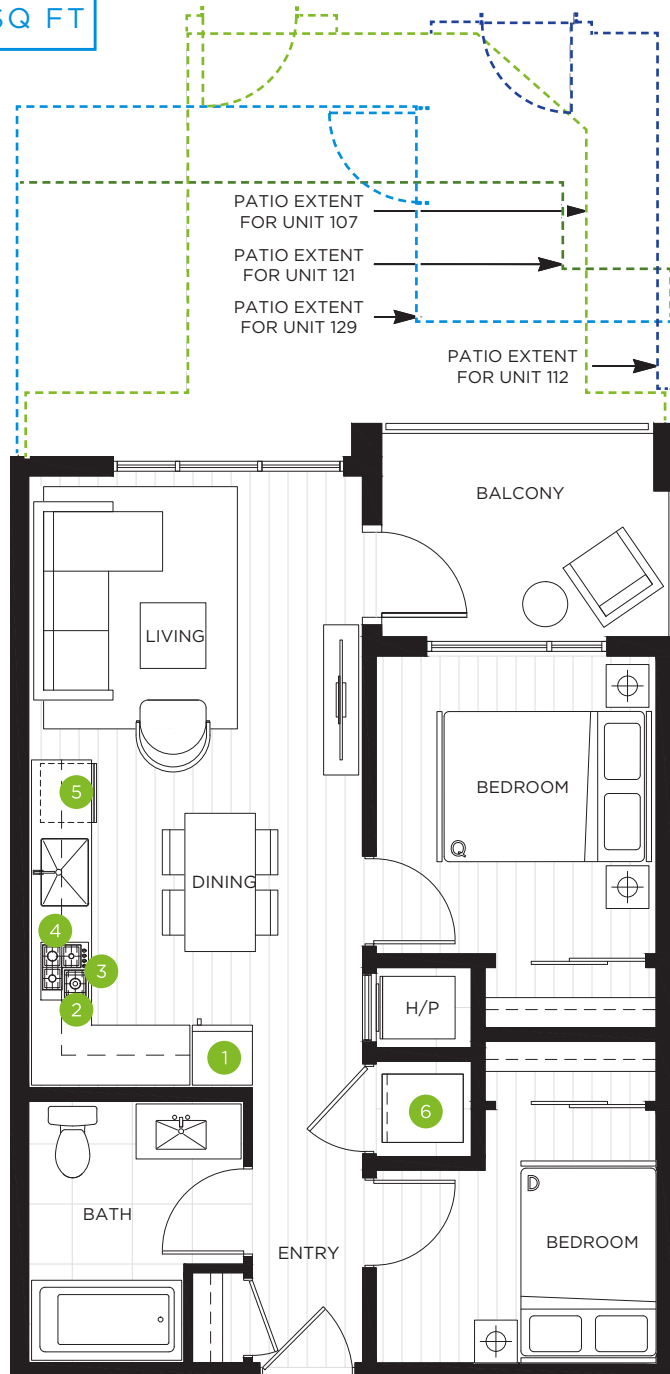 SQ FT
PATIO EXTENT
FOR UNIT 107
PATIO EXTENT
FOR UNIT 121
PATIO EXTENT
FOR UNIT 129
PATIO EXTENT
FOR UNIT 112
BALCONY
LIVING
BEDROOM
5
Q
DINING
4
3
2
H/P
1
6
D
BATH
BEDROOM
ENTRY